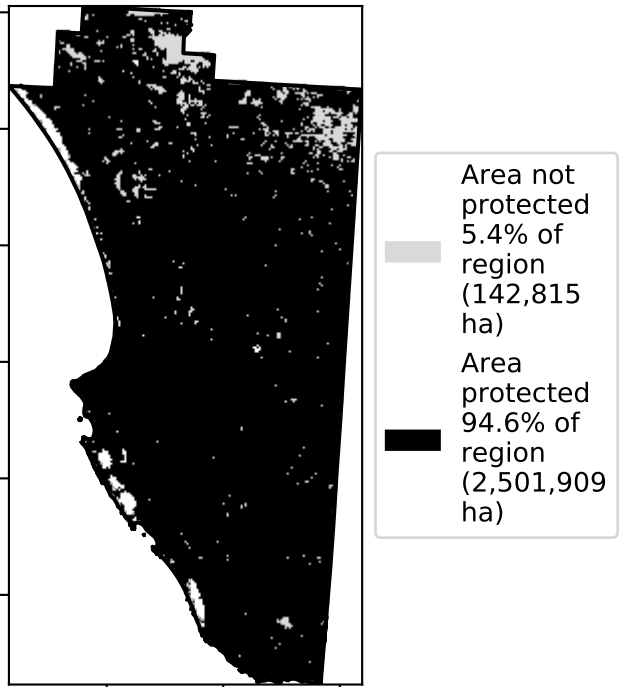 Area not
protected
5.4% of
region
(142,815
ha)
Area
protected
94.6% of
region
(2,501,909
ha)